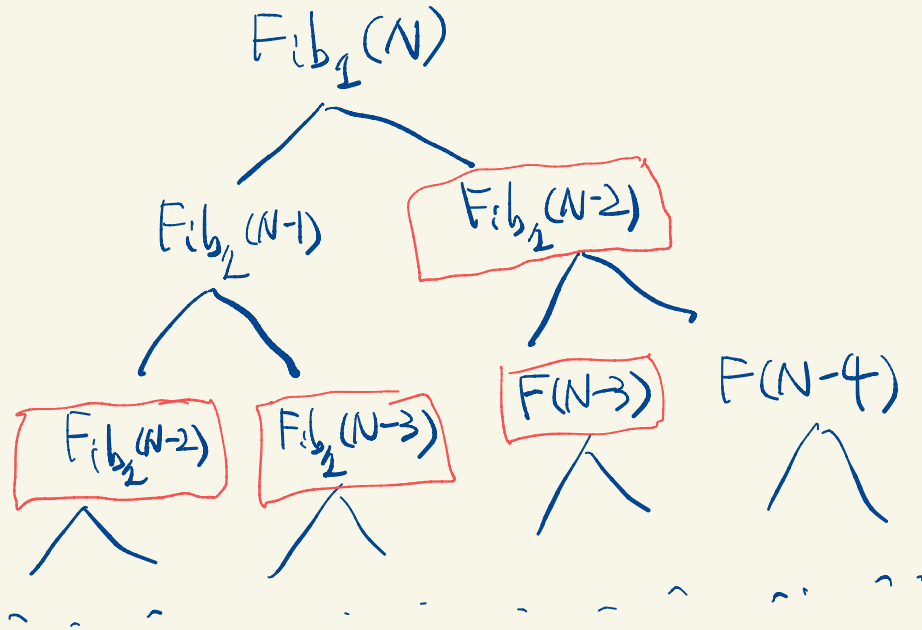 Fib₁(N)
Fib₂(N-1) Fib₂(N-2)
Fib₂(N-2) Fib₂(N-3) F(N-3) F(N-4)